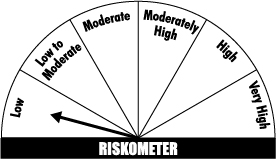 Low
Low to
Moderate
Moderate
Moderately
High
High
Very High
RISKOMETER